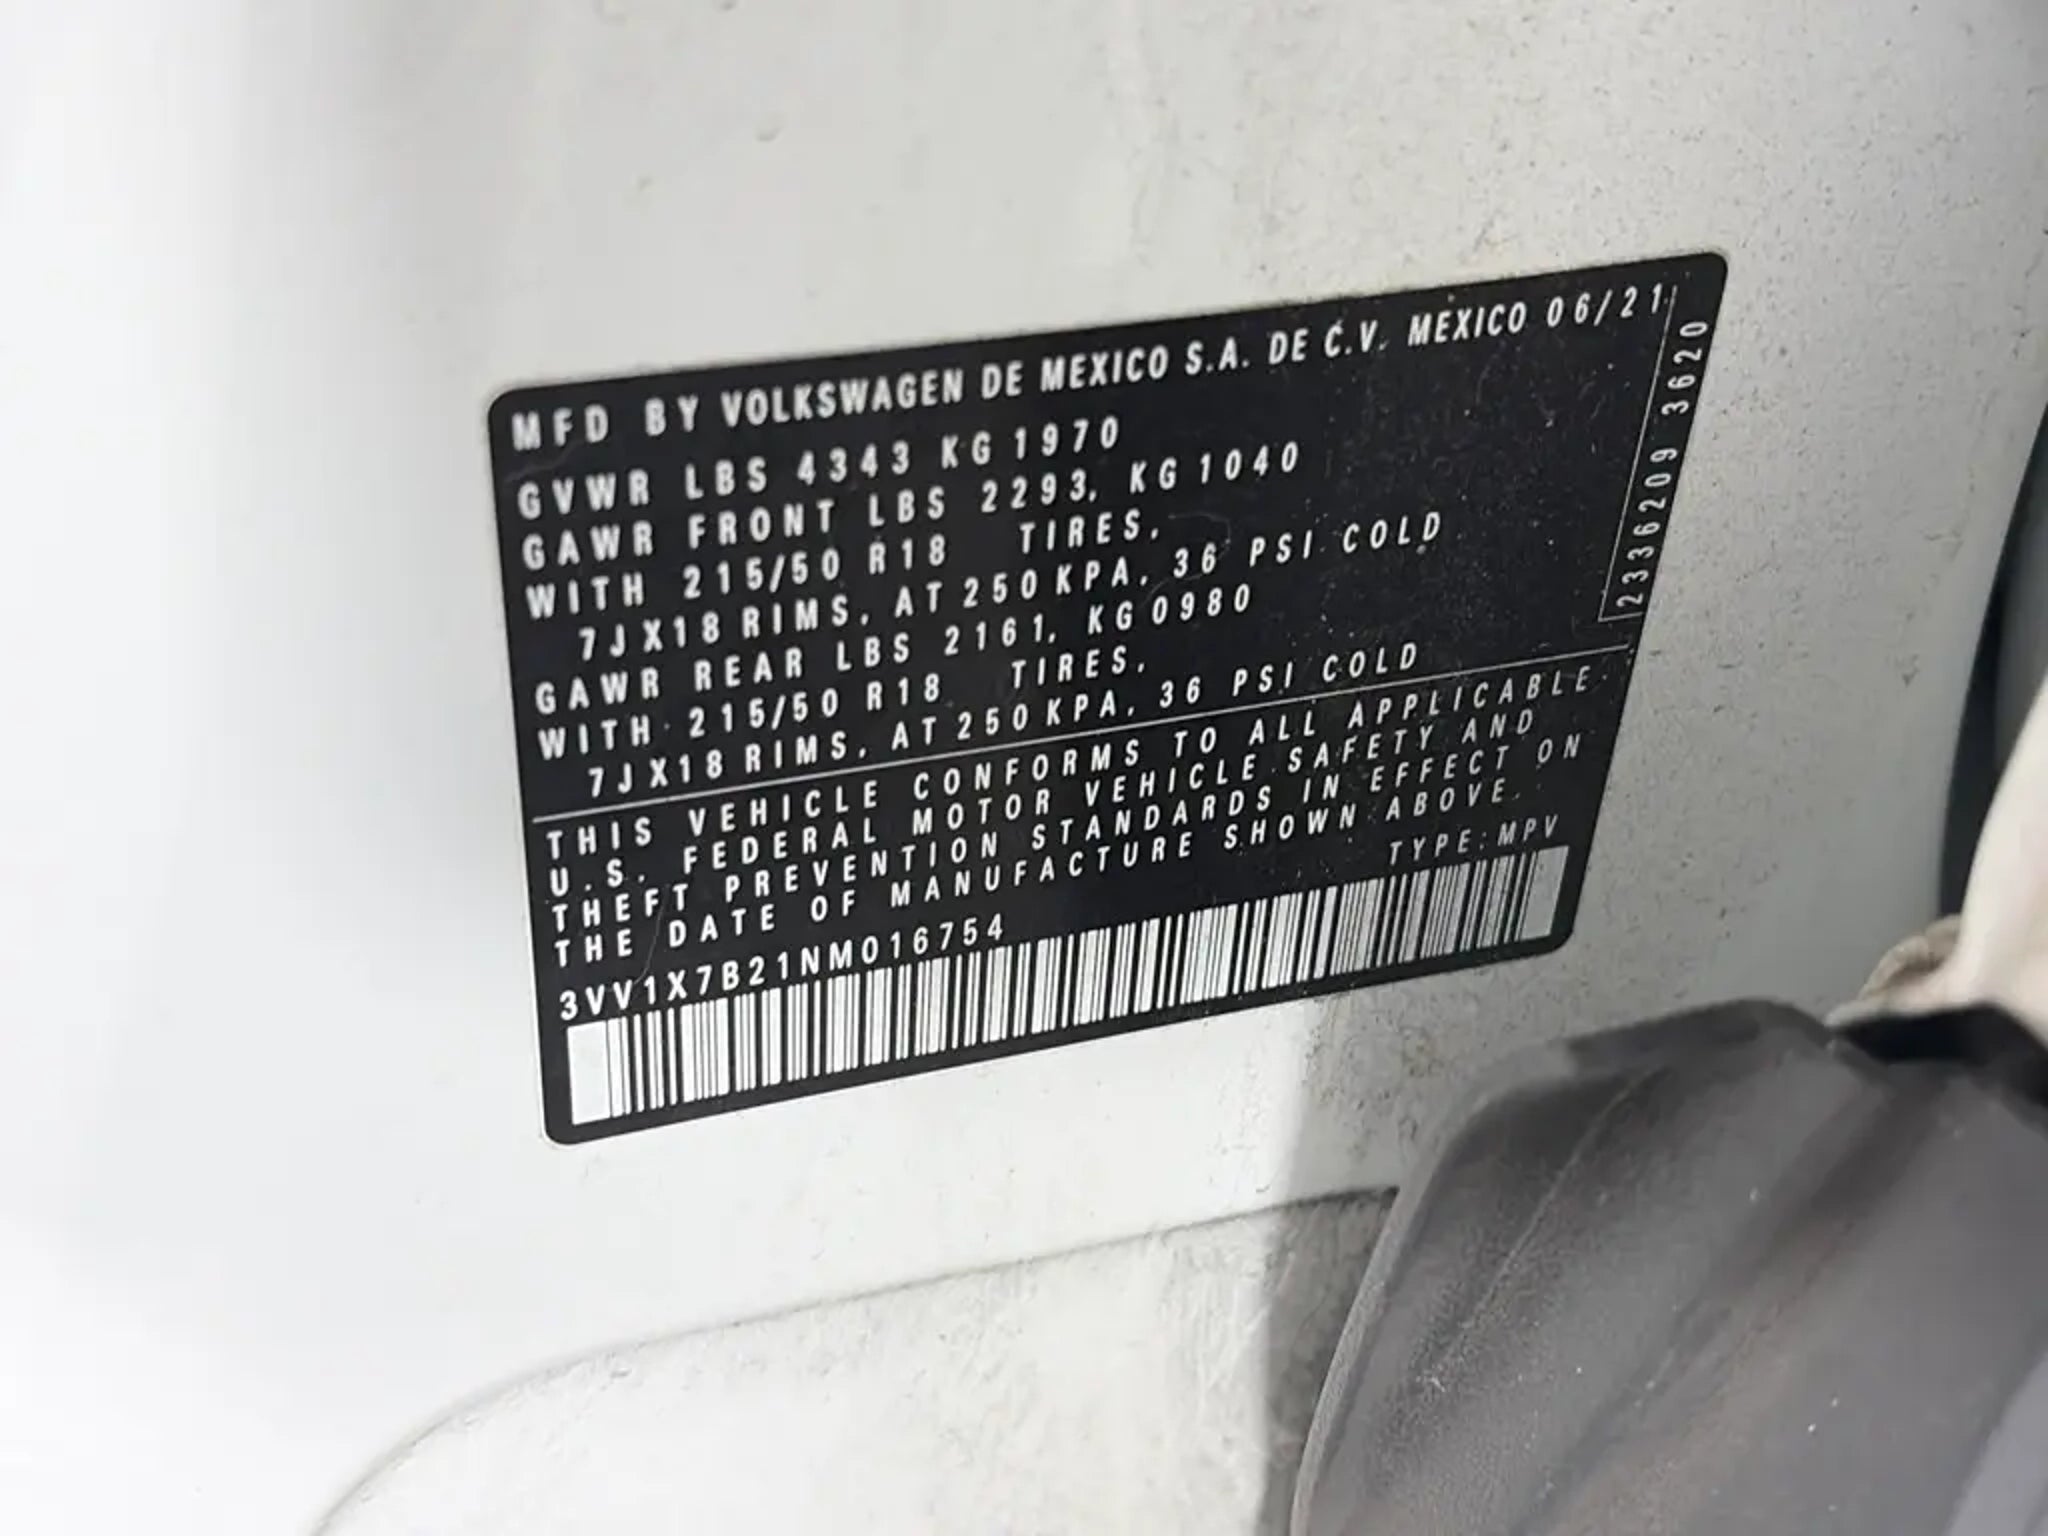 MFD BY VOLKSWAGEN DE MEXICO S.A. DE C.V. MEXICO 06/21
GVWR LBS 4343 KG 1970
GAWR FRONT LBS 2293, KG 1040
WITH 215/50 R18 TIRES,
7JX18 RIMS, AT 250 KPA, 36 PSI COLD
GAWR REAR LBS 2161, KG 0980
WITH 215/50 R18 TIRES,
7JX18 RIMS, AT 250 KPA, 36 PSI COLD
2336209 3620
THIS VEHICLE CONFORMS TO ALL APPLICABLE
U.S. FEDERAL MOTOR VEHICLE SAFETY AND
THEFT PREVENTION STANDARDS IN EFFECT ON
THE DATE OF MANUFACTURE SHOWN ABOVE.
TYPE: MPV
3VV1X7B21NM016754